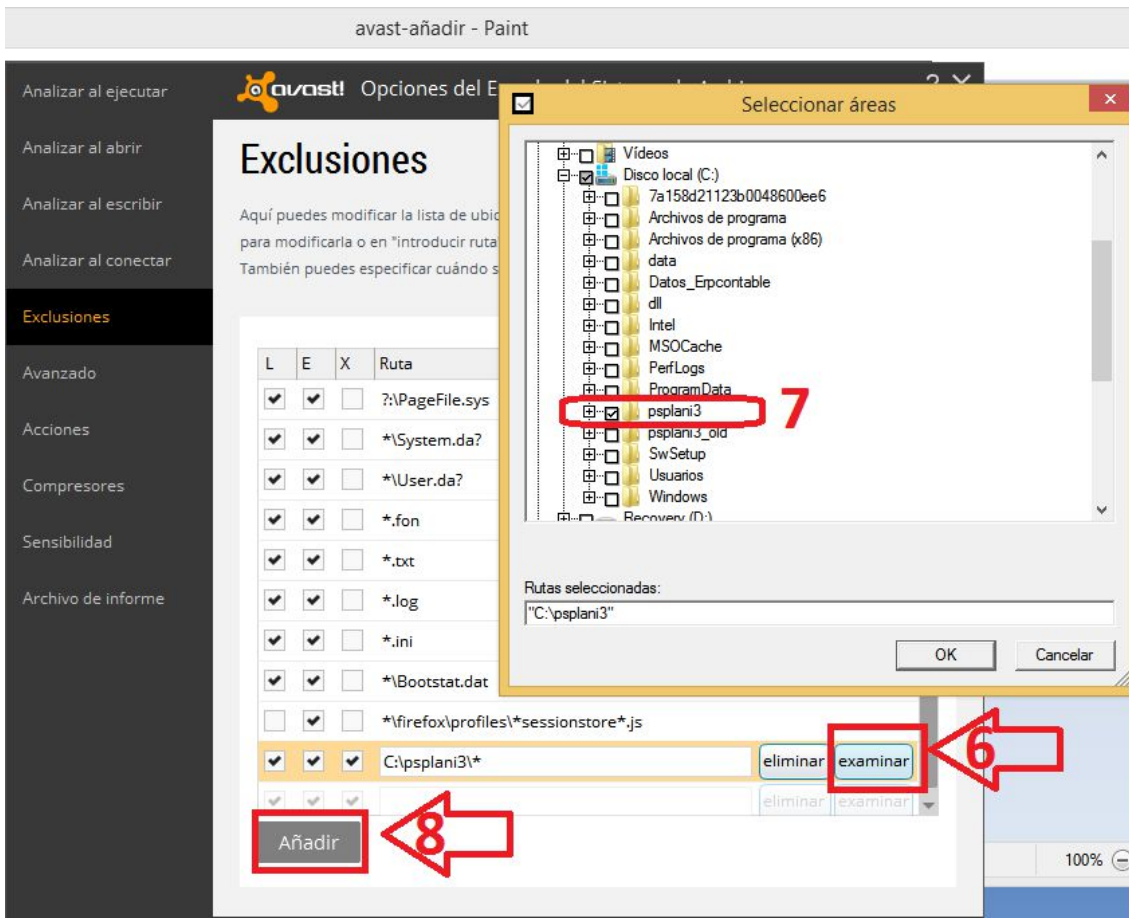 avast-añadir - Paint
avast! Opciones del E
? X
Analizar al ejecutar
Analizar al abrir
Analizar al escribir
Analizar al conectar
Exclusiones
Avanzado
Acciones
Compresores
Sensibilidad
Archivo de informe
Exclusiones
Aquí puedes modificar la lista de ubic
para modificarla o en "introducir ruta
También puedes especificar cuándo s
L E X Ruta
?:\PageFile.sys
*\System.da?
*\User.da?
*.fon
*.txt
*.log
*.ini
*\Bootstat.dat
*\firefox\profiles\*sessionstore*.js
C:\psplani3\* eliminar examinar
eliminar examinar
Añadir
8
6
Seleccionar áreas
Vídeos
Disco local (C:)
7a158d21123b0048600ee6
Archivos de programa
Archivos de programa (x86)
data
Datos_Erpcontable
dll
Intel
MSOCache
PerfLogs
ProgramData
psplani3
7
psplani3_old
SwSetup
Usuarios
Windows
Recovery (D:)
Rutas seleccionadas:
"C:\psplani3"
OK Cancelar
100%